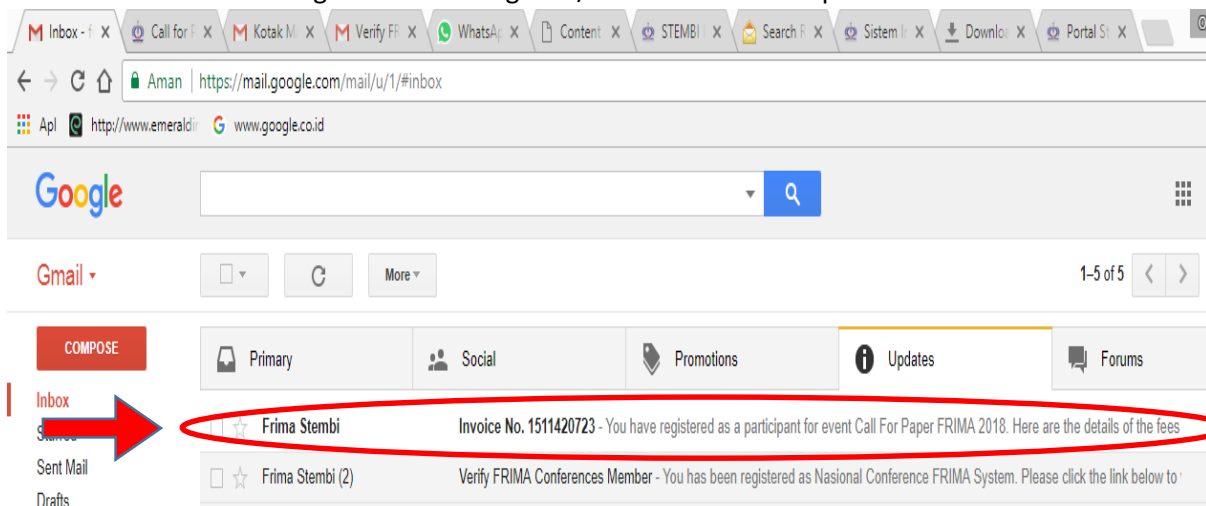 Inbox - f Call for P Kotak M Verify FR WhatsAp Content STEMBI Search R Sistem In Downloa Portal St
Aman https://mail.google.com/mail/u/1/#inbox
Apl http://www.emeraldin www.google.co.id
Google
Gmail More 1–5 of 5
COMPOSE Primary Social Promotions Updates Forums
Inbox
Frima Stembi Invoice No. 1511420723 - You have registered as a participant for event Call For Paper FRIMA 2018. Here are the details of the fees
Sent Mail Frima Stembi (2) Verify FRIMA Conferences Member - You has been registered as Nasional Conference FRIMA System. Please click the link below to
Drafts